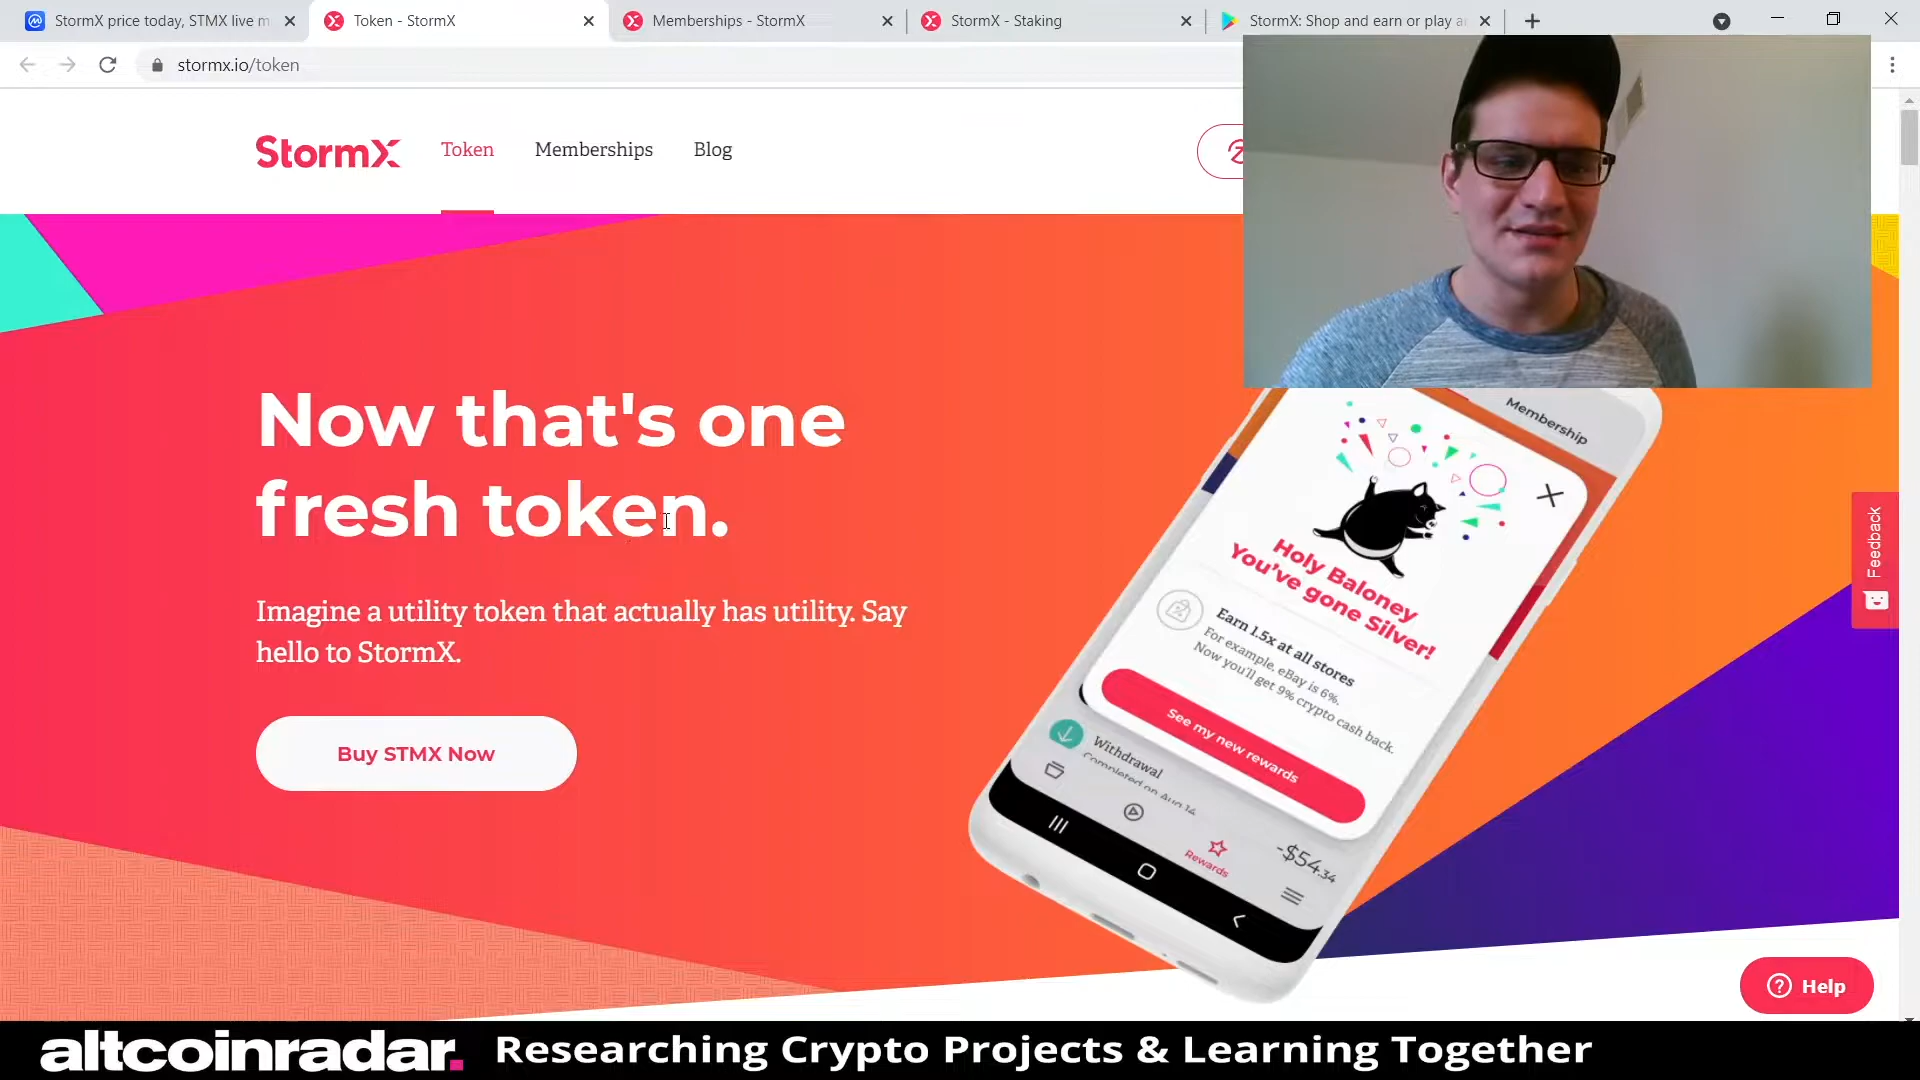 StormX price today, STMX live m
Token - StormX
Memberships - StormX
StormX - Staking
StormX: Shop and earn or play a
stormx.io/token
StormX
Token
Memberships
Blog
Now that's one
fresh token.
Imagine a utility token that actually has utility. Say
hello to StormX.
Buy STMX Now
Membership
Holy Baloney
You've gone Silver!
Earn 1.5x at all stores
For example, eBay is 6%.
Now you'll get 9% crypto cash back.
See my new rewards
Withdrawal
Completed on Aug 14
-$54.34
Rewards
Feedback
Help
altcoinradar.
Researching Crypto Projects & Learning Together